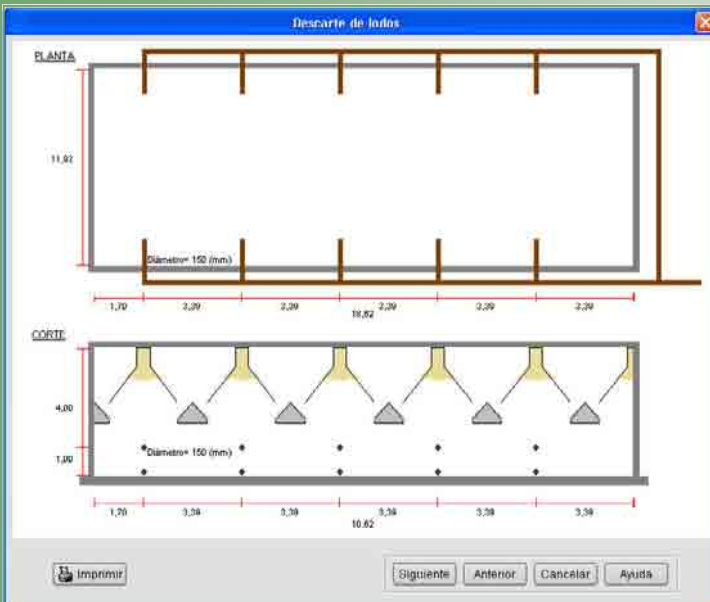 Descarte de lodos
PLANTA
11,92
Diámetro= 150 (mm)
1,70 3,39 3,39 3,39 3,39 3,39
18,62
CORTE
4,00
Diámetro= 150 (mm)
1,00
1,70 3,39 3,39 3,39 3,39 3,39
18,62
Imprimir Siguiente Anterior Cancelar Ayuda